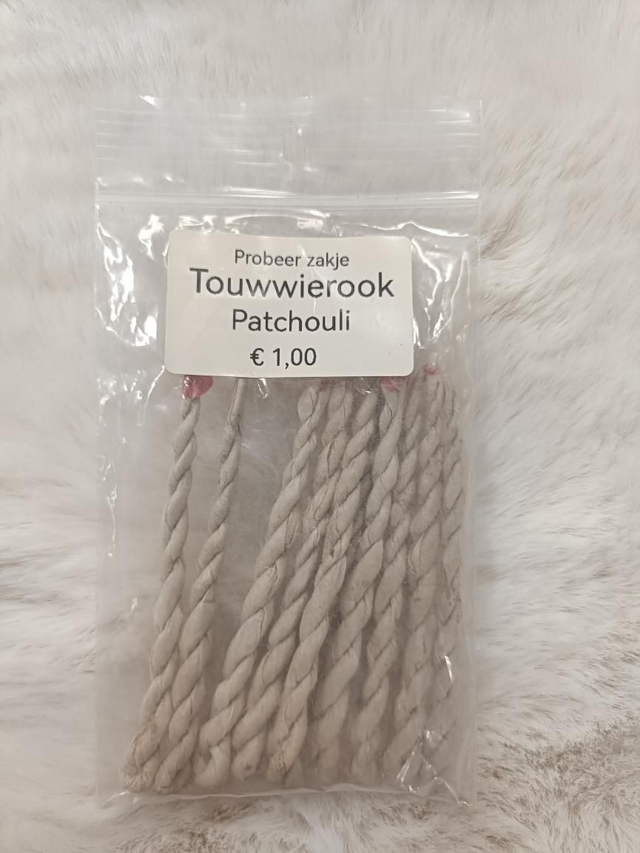 Probeer zakje
Touwwierook
Patchouli
€ 1,00